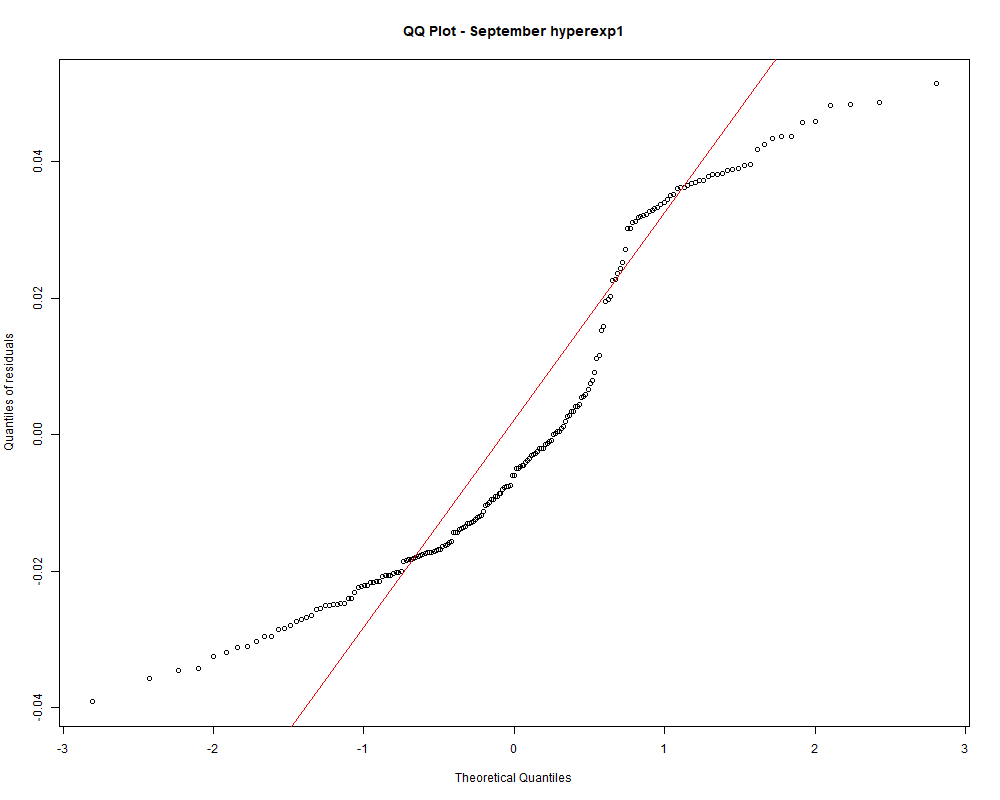 QQ Plot - September hyperexp1
Quantiles of residuals
0.04
0.02
0.00
-0.02
-0.04
-3 -2 -1 0 1 2 3
Theoretical Quantiles